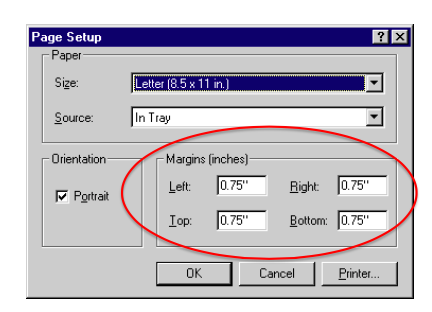 Page Setup
Paper
Size: Letter (8.5 x 11 in.)
Source: In Tray
Orientation
Portrait
Margins (inches)
Left: 0.75" Right: 0.75"
Top: 0.75" Bottom: 0.75"
OK Cancel Printer...